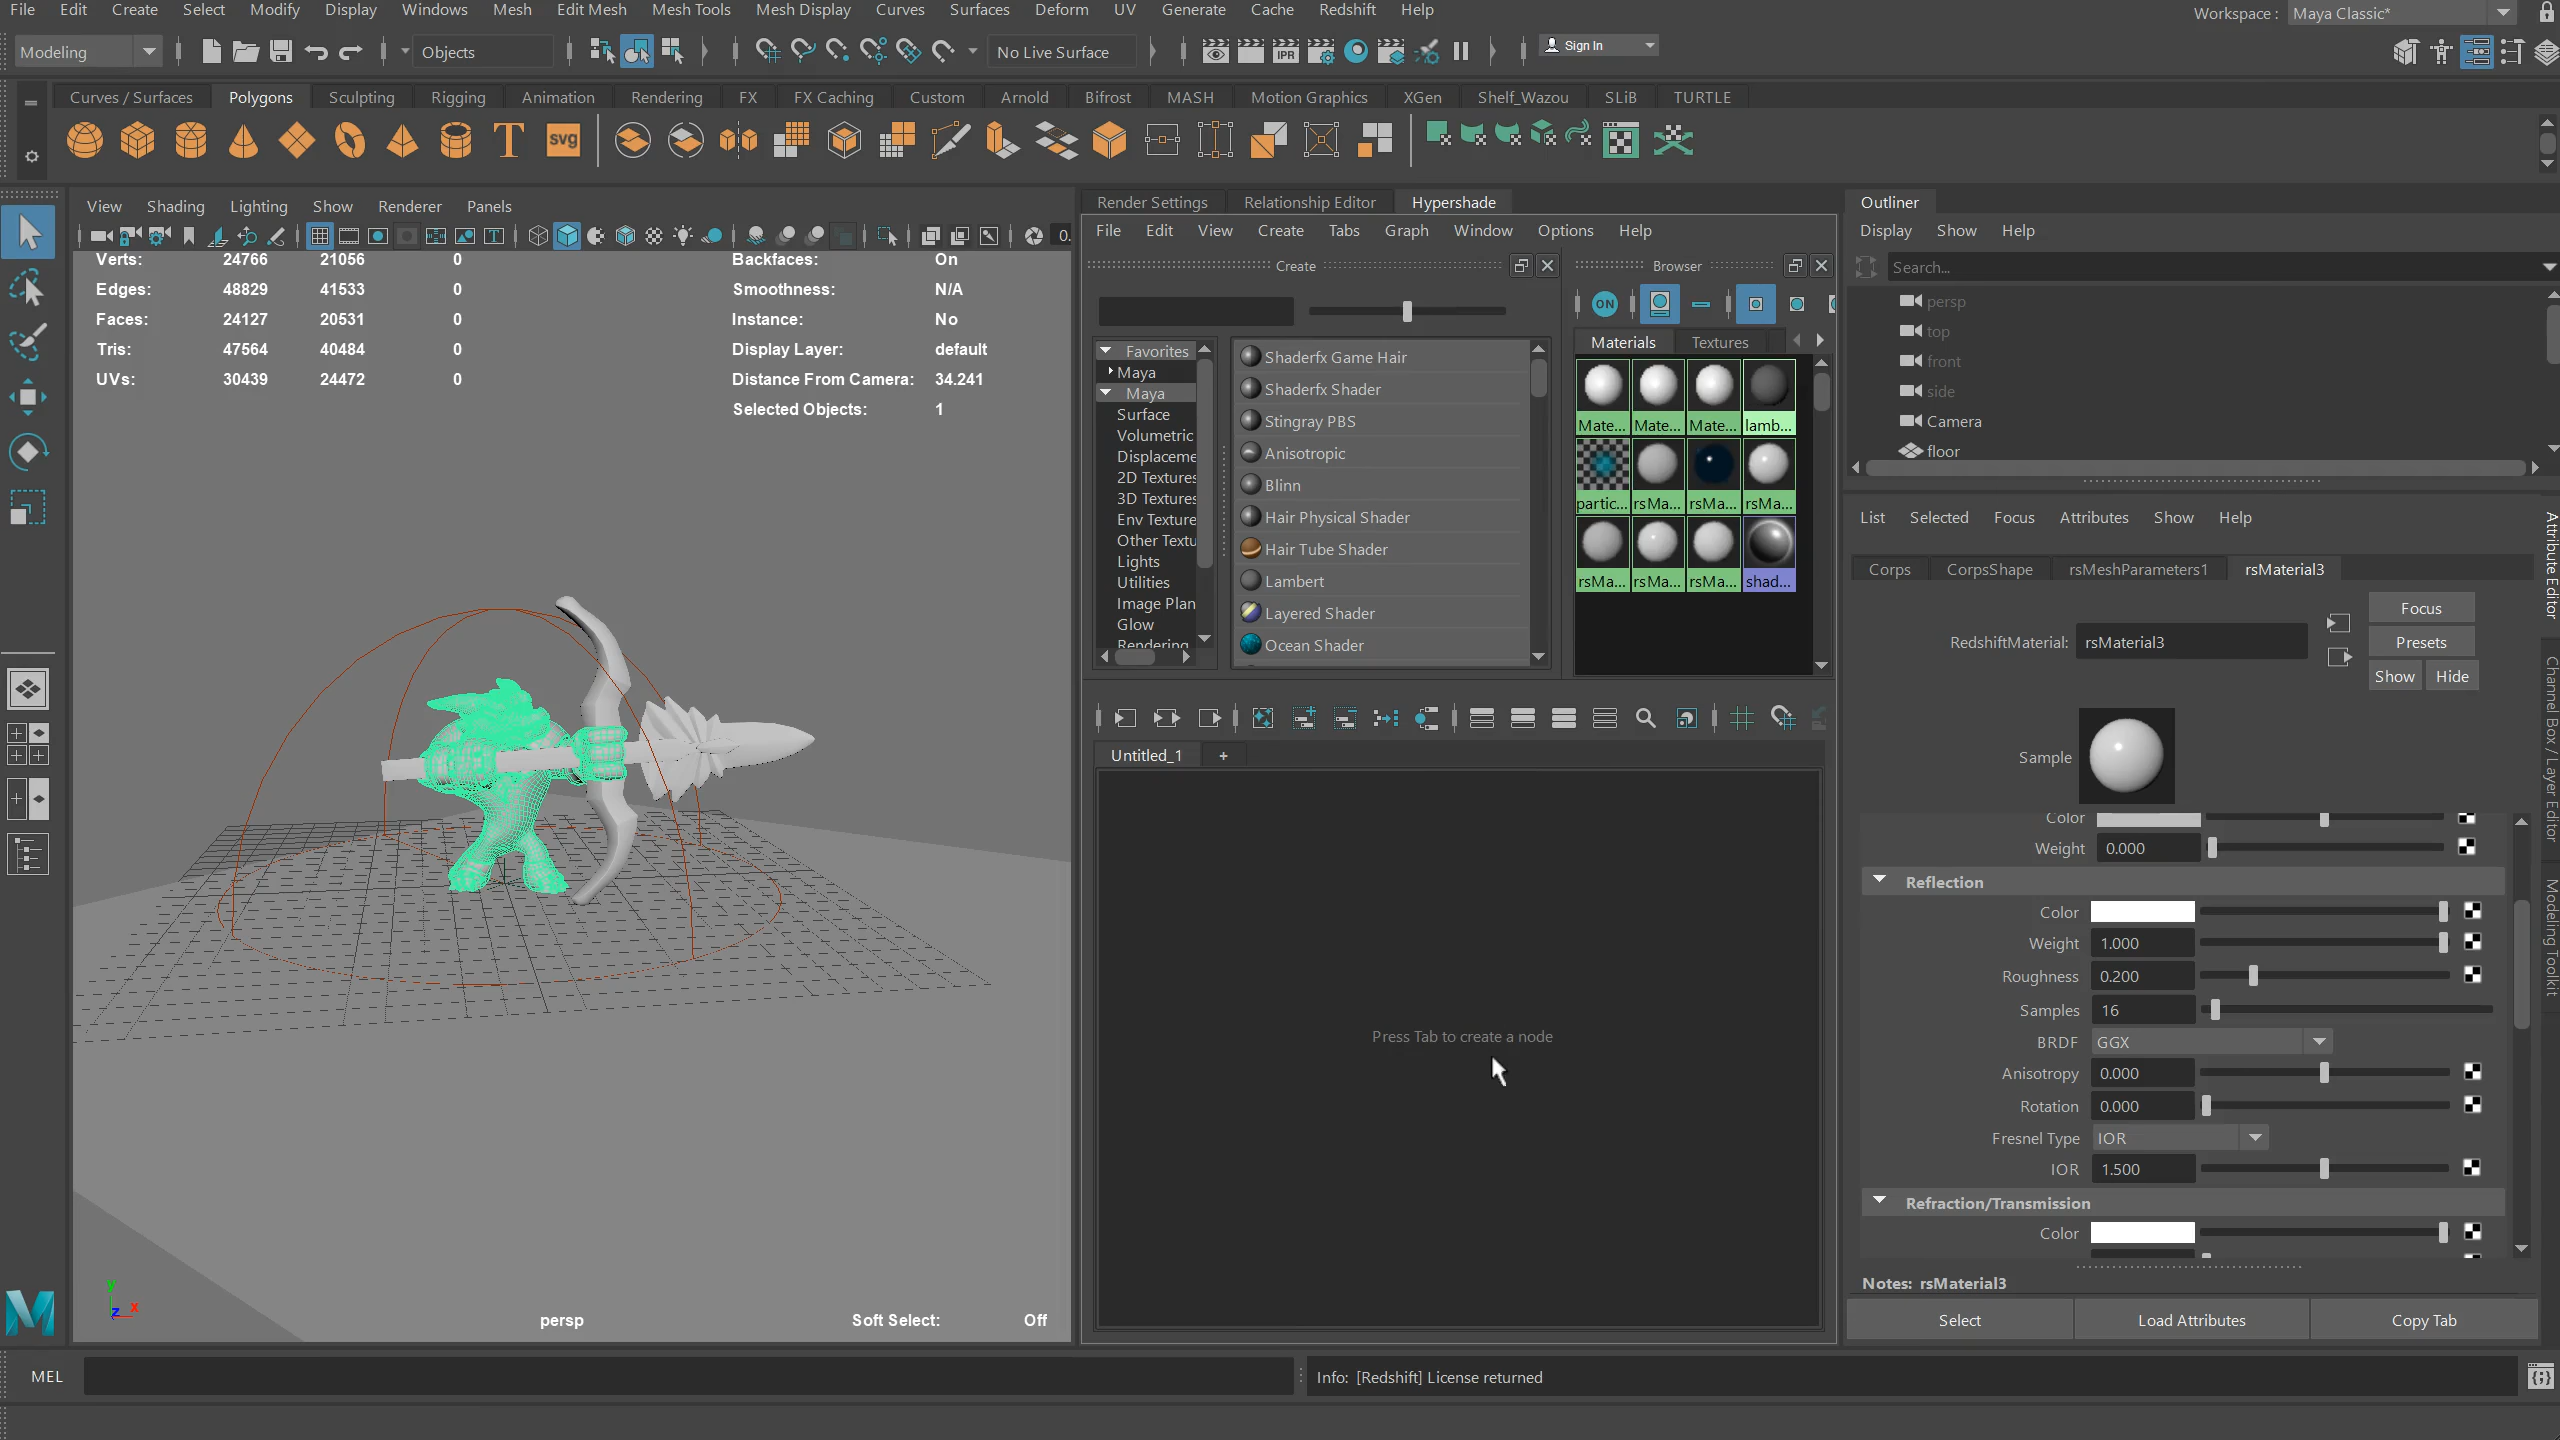 File Edit Create Select Modify Display Windows Mesh Edit Mesh Mesh Tools Mesh Display Curves Surfaces Deform UV Generate Cache Redshift Help
Workspace : Maya Classic*
Modeling Objects No Live Surface Sign In
IPR
Curves / Surfaces Polygons Sculpting Rigging Animation Rendering FX FX Caching Custom Arnold Bifrost MASH Motion Graphics XGen Shelf_Wazou SLiB TURTLE
T svg
View Shading Lighting Show Renderer Panels
0.
Verts: 24766 21056 0
Edges: 48829 41533 0
Faces: 24127 20531 0
Tris: 47564 40484 0
UVs: 30439 24472 0
Backfaces: On
Smoothness: N/A
Instance: No
Display Layer: default
Distance From Camera: 34.241
Selected Objects: 1
y
z x
persp
Soft Select: Off
Render Settings Relationship Editor Hypershade
File Edit View Create Tabs Graph Window Options Help
Create
Browser
ON
Favorites
Maya
Maya
Surface
Volumetric
Displaceme
2D Textures
3D Textures
Env Texture
Other Textu
Lights
Utilities
Image Plan
Glow
Rendering
Shaderfx Game Hair
Shaderfx Shader
Stingray PBS
Anisotropic
Blinn
Hair Physical Shader
Hair Tube Shader
Lambert
Layered Shader
Ocean Shader
Materials Textures
Mate... Mate... Mate... lamb...
partic... rsMa... rsMa... rsMa...
rsMa... rsMa... rsMa... shad...
Untitled_1 +
Press Tab to create a node
Outliner
Display Show Help
Search...
persp
top
front
side
Camera
floor
List Selected Focus Attributes Show Help
Corps CorpsShape rsMeshParameters1 rsMaterial3
RedshiftMaterial: rsMaterial3
Focus
Presets
Show Hide
Sample
Color
Weight 0.000
Reflection
Color
Weight 1.000
Roughness 0.200
Samples 16
BRDF GGX
Anisotropy 0.000
Rotation 0.000
Fresnel Type IOR
IOR 1.500
Refraction/Transmission
Color
Notes: rsMaterial3
Select Load Attributes Copy Tab
Attribute Editor
Channel Box / Layer Editor
Modeling Toolkit
MEL
Info: [Redshift] License returned